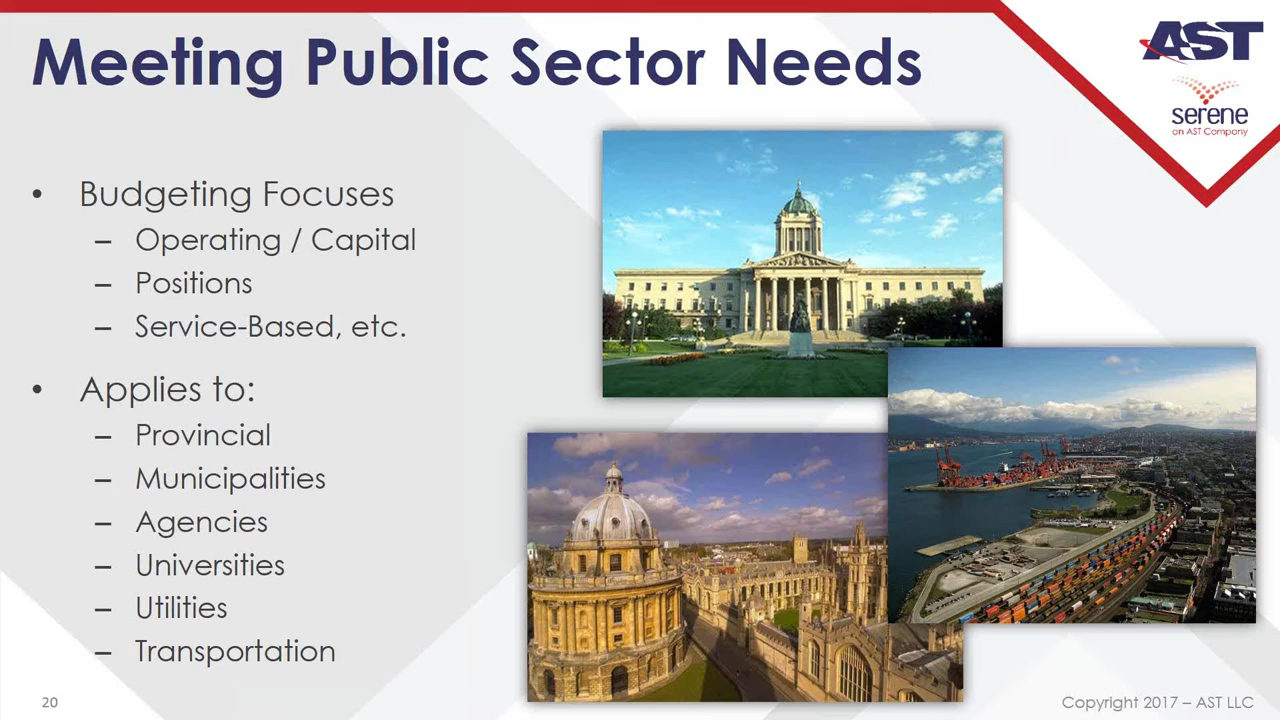 Meeting Public Sector Needs
AST
serene
an AST Company
• Budgeting Focuses
– Operating / Capital
Positions
– Service-Based, etc.
• Applies to:
– Provincial
– Municipalities
– Agencies
– Universities
– Utilities
– Transportation
20
Copyright 2017 – AST LLC